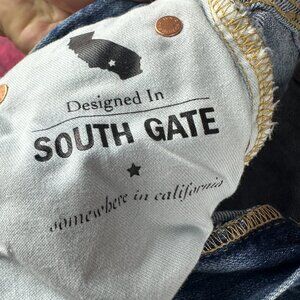 Designed In
SOUTH GATE
somewhere in california